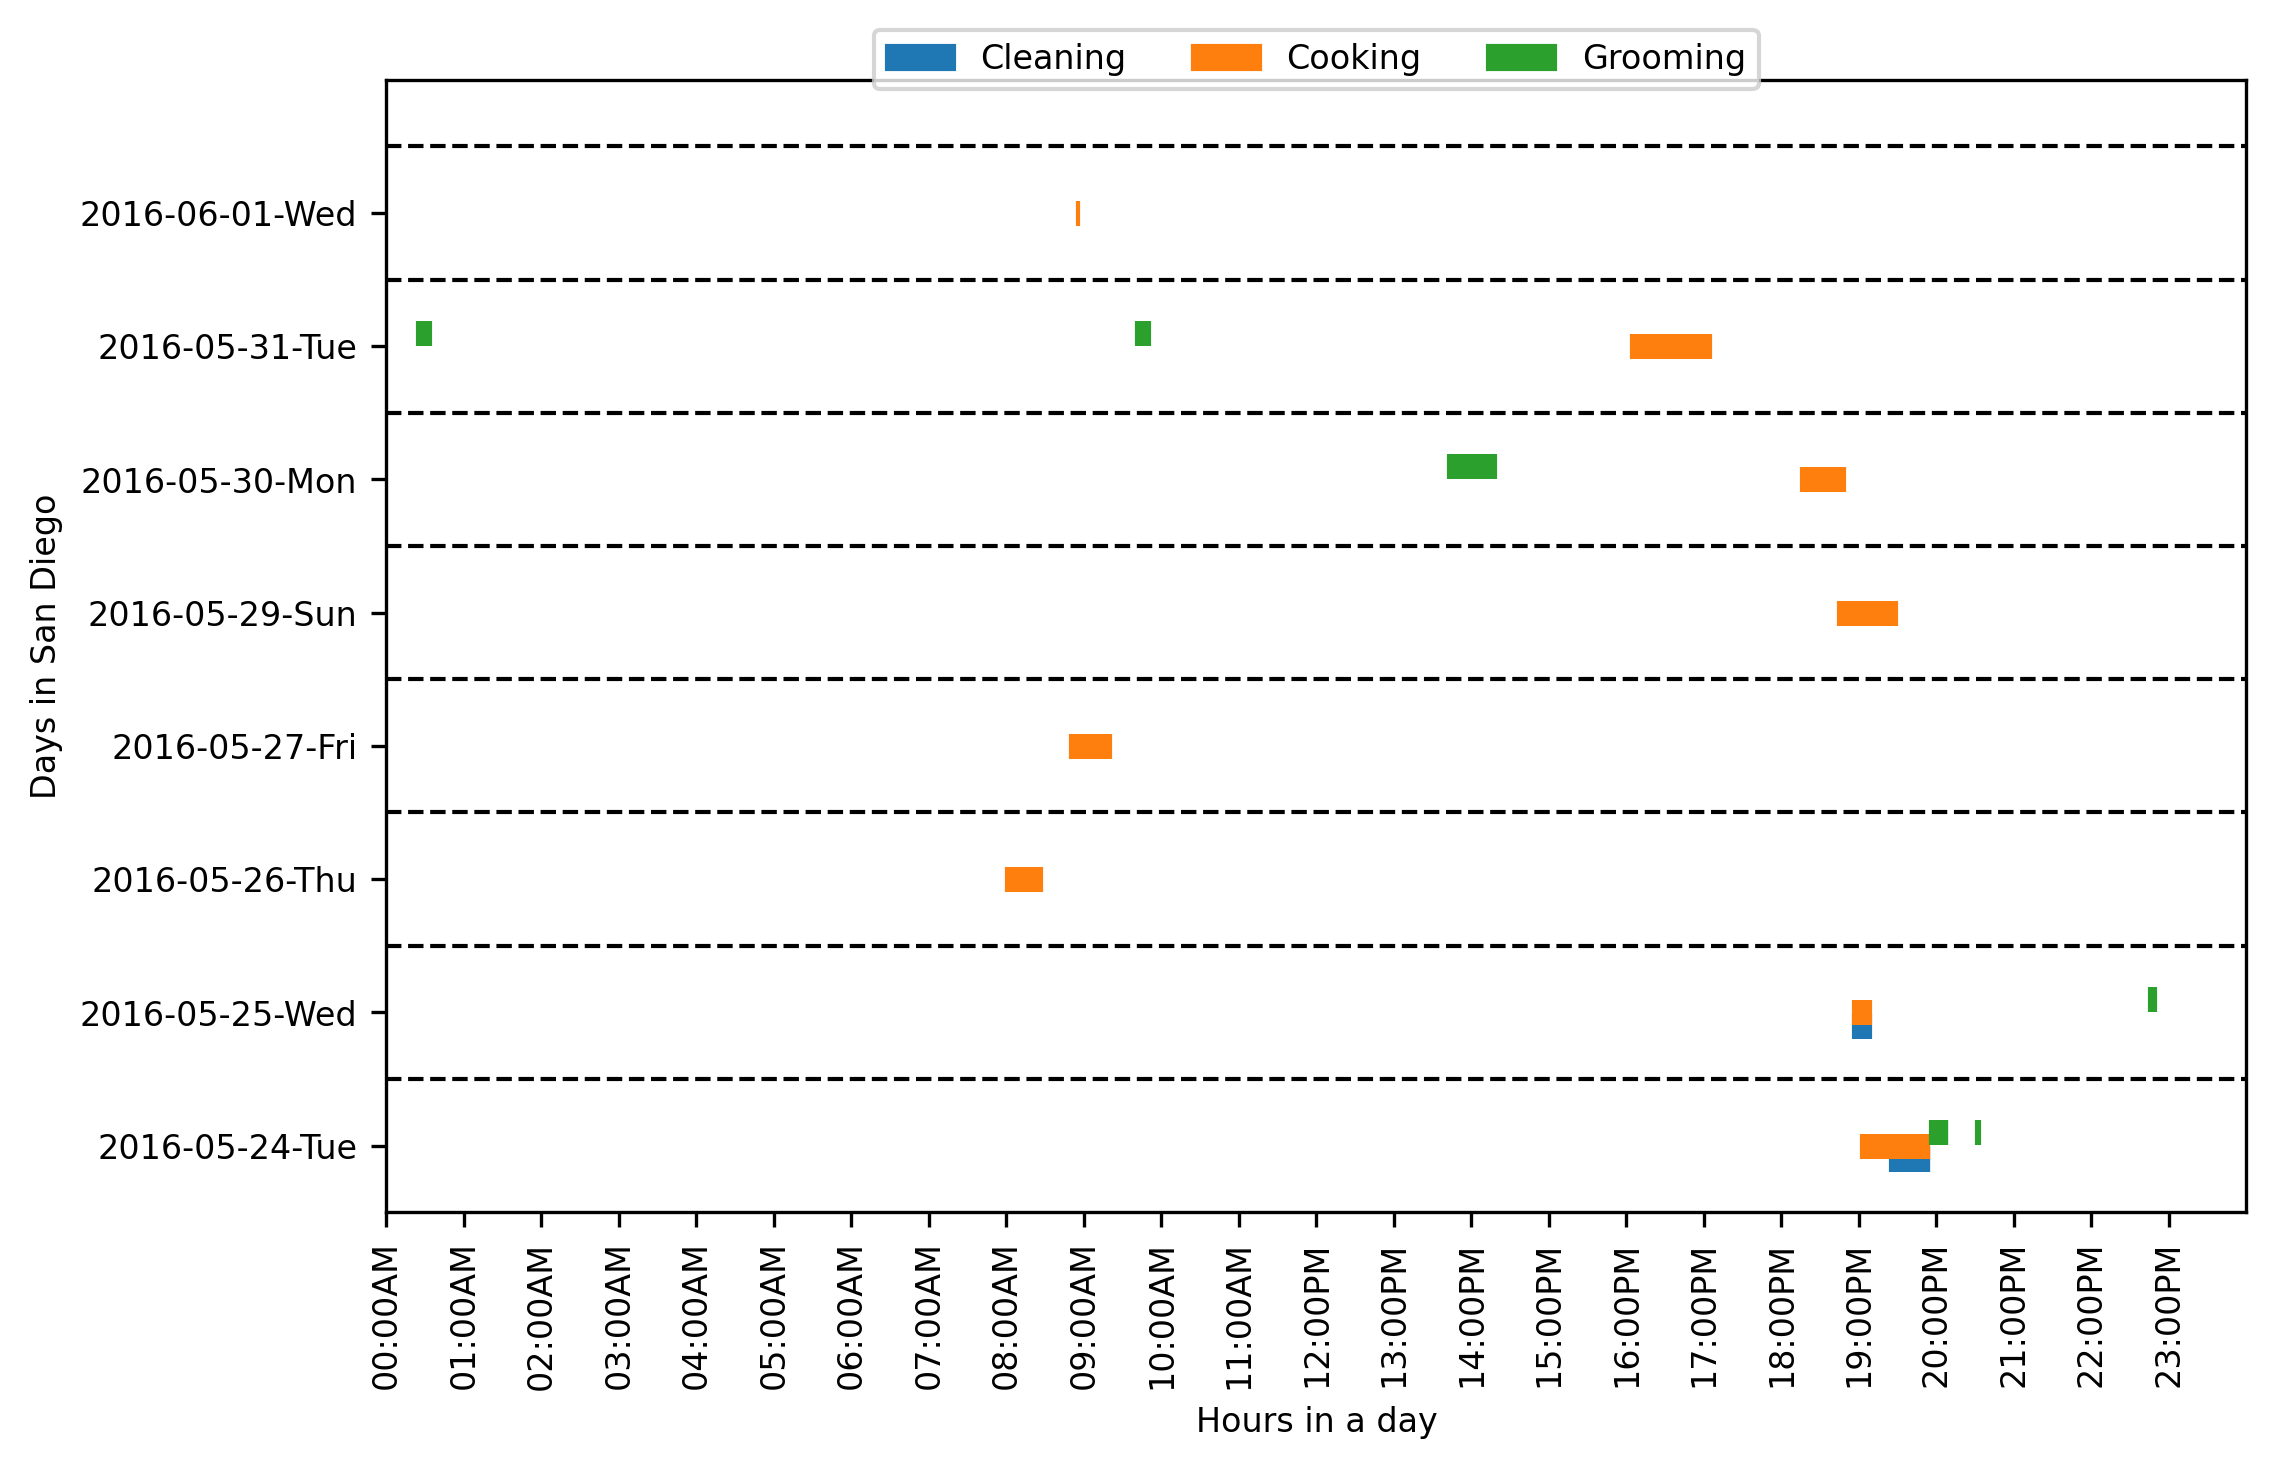 Cleaning Cooking Grooming
2016-06-01-Wed
2016-05-31-Tue
2016-05-30-Mon
2016-05-29-Sun
2016-05-27-Fri
2016-05-26-Thu
2016-05-25-Wed
2016-05-24-Tue
Days in San Diego
00:00AM
01:00AM
02:00AM
03:00AM
04:00AM
05:00AM
06:00AM
07:00AM
08:00AM
09:00AM
10:00AM
11:00AM
12:00PM
13:00PM
14:00PM
15:00PM
16:00PM
17:00PM
18:00PM
19:00PM
20:00PM
21:00PM
22:00PM
23:00PM
Hours in a day